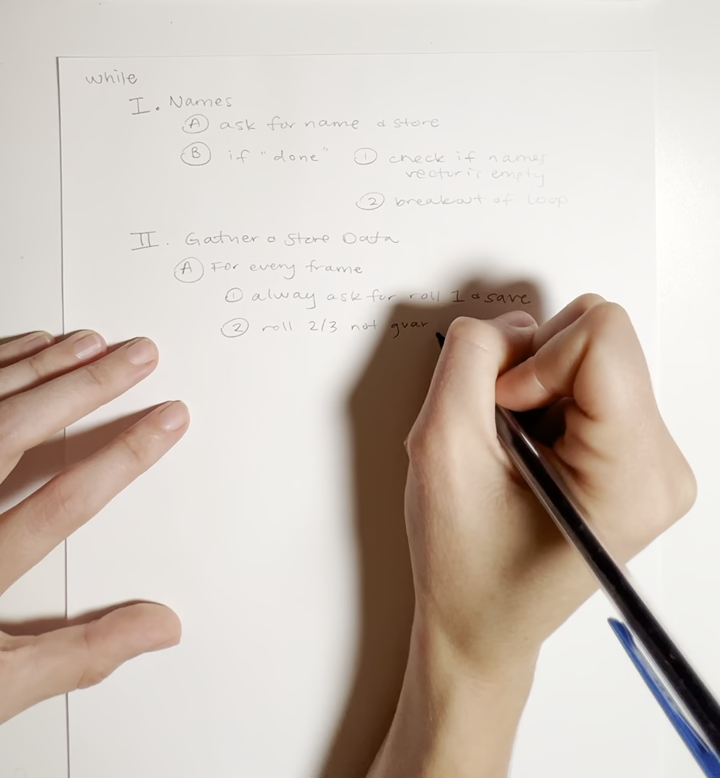 while
I. Names
A ask for name & store
B if "done" 1 check if names
vector is empty
2 breakout of loop
II. Gather & Store Data
A For every frame
1 alway ask for roll 1 & save
2 roll 2/3 not guar